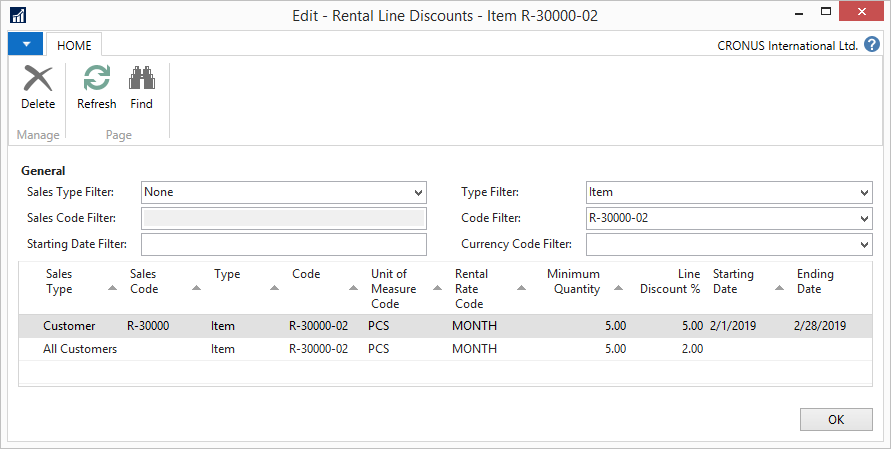 Edit - Rental Line Discounts - Item R-30000-02
HOME
CRONUS International Ltd.
Delete
Refresh
Find
Manage
Page
General
Sales Type Filter: None
Type Filter: Item
Sales Code Filter:
Code Filter: R-30000-02
Starting Date Filter:
Currency Code Filter:
Sales Type
Sales Code
Type
Code
Unit of Measure Code
Rental Rate Code
Minimum Quantity
Line Discount %
Starting Date
Ending Date
Customer R-30000 Item R-30000-02 PCS MONTH 5.00 5.00 2/1/2019 2/28/2019
All Customers Item R-30000-02 PCS MONTH 5.00 2.00
OK